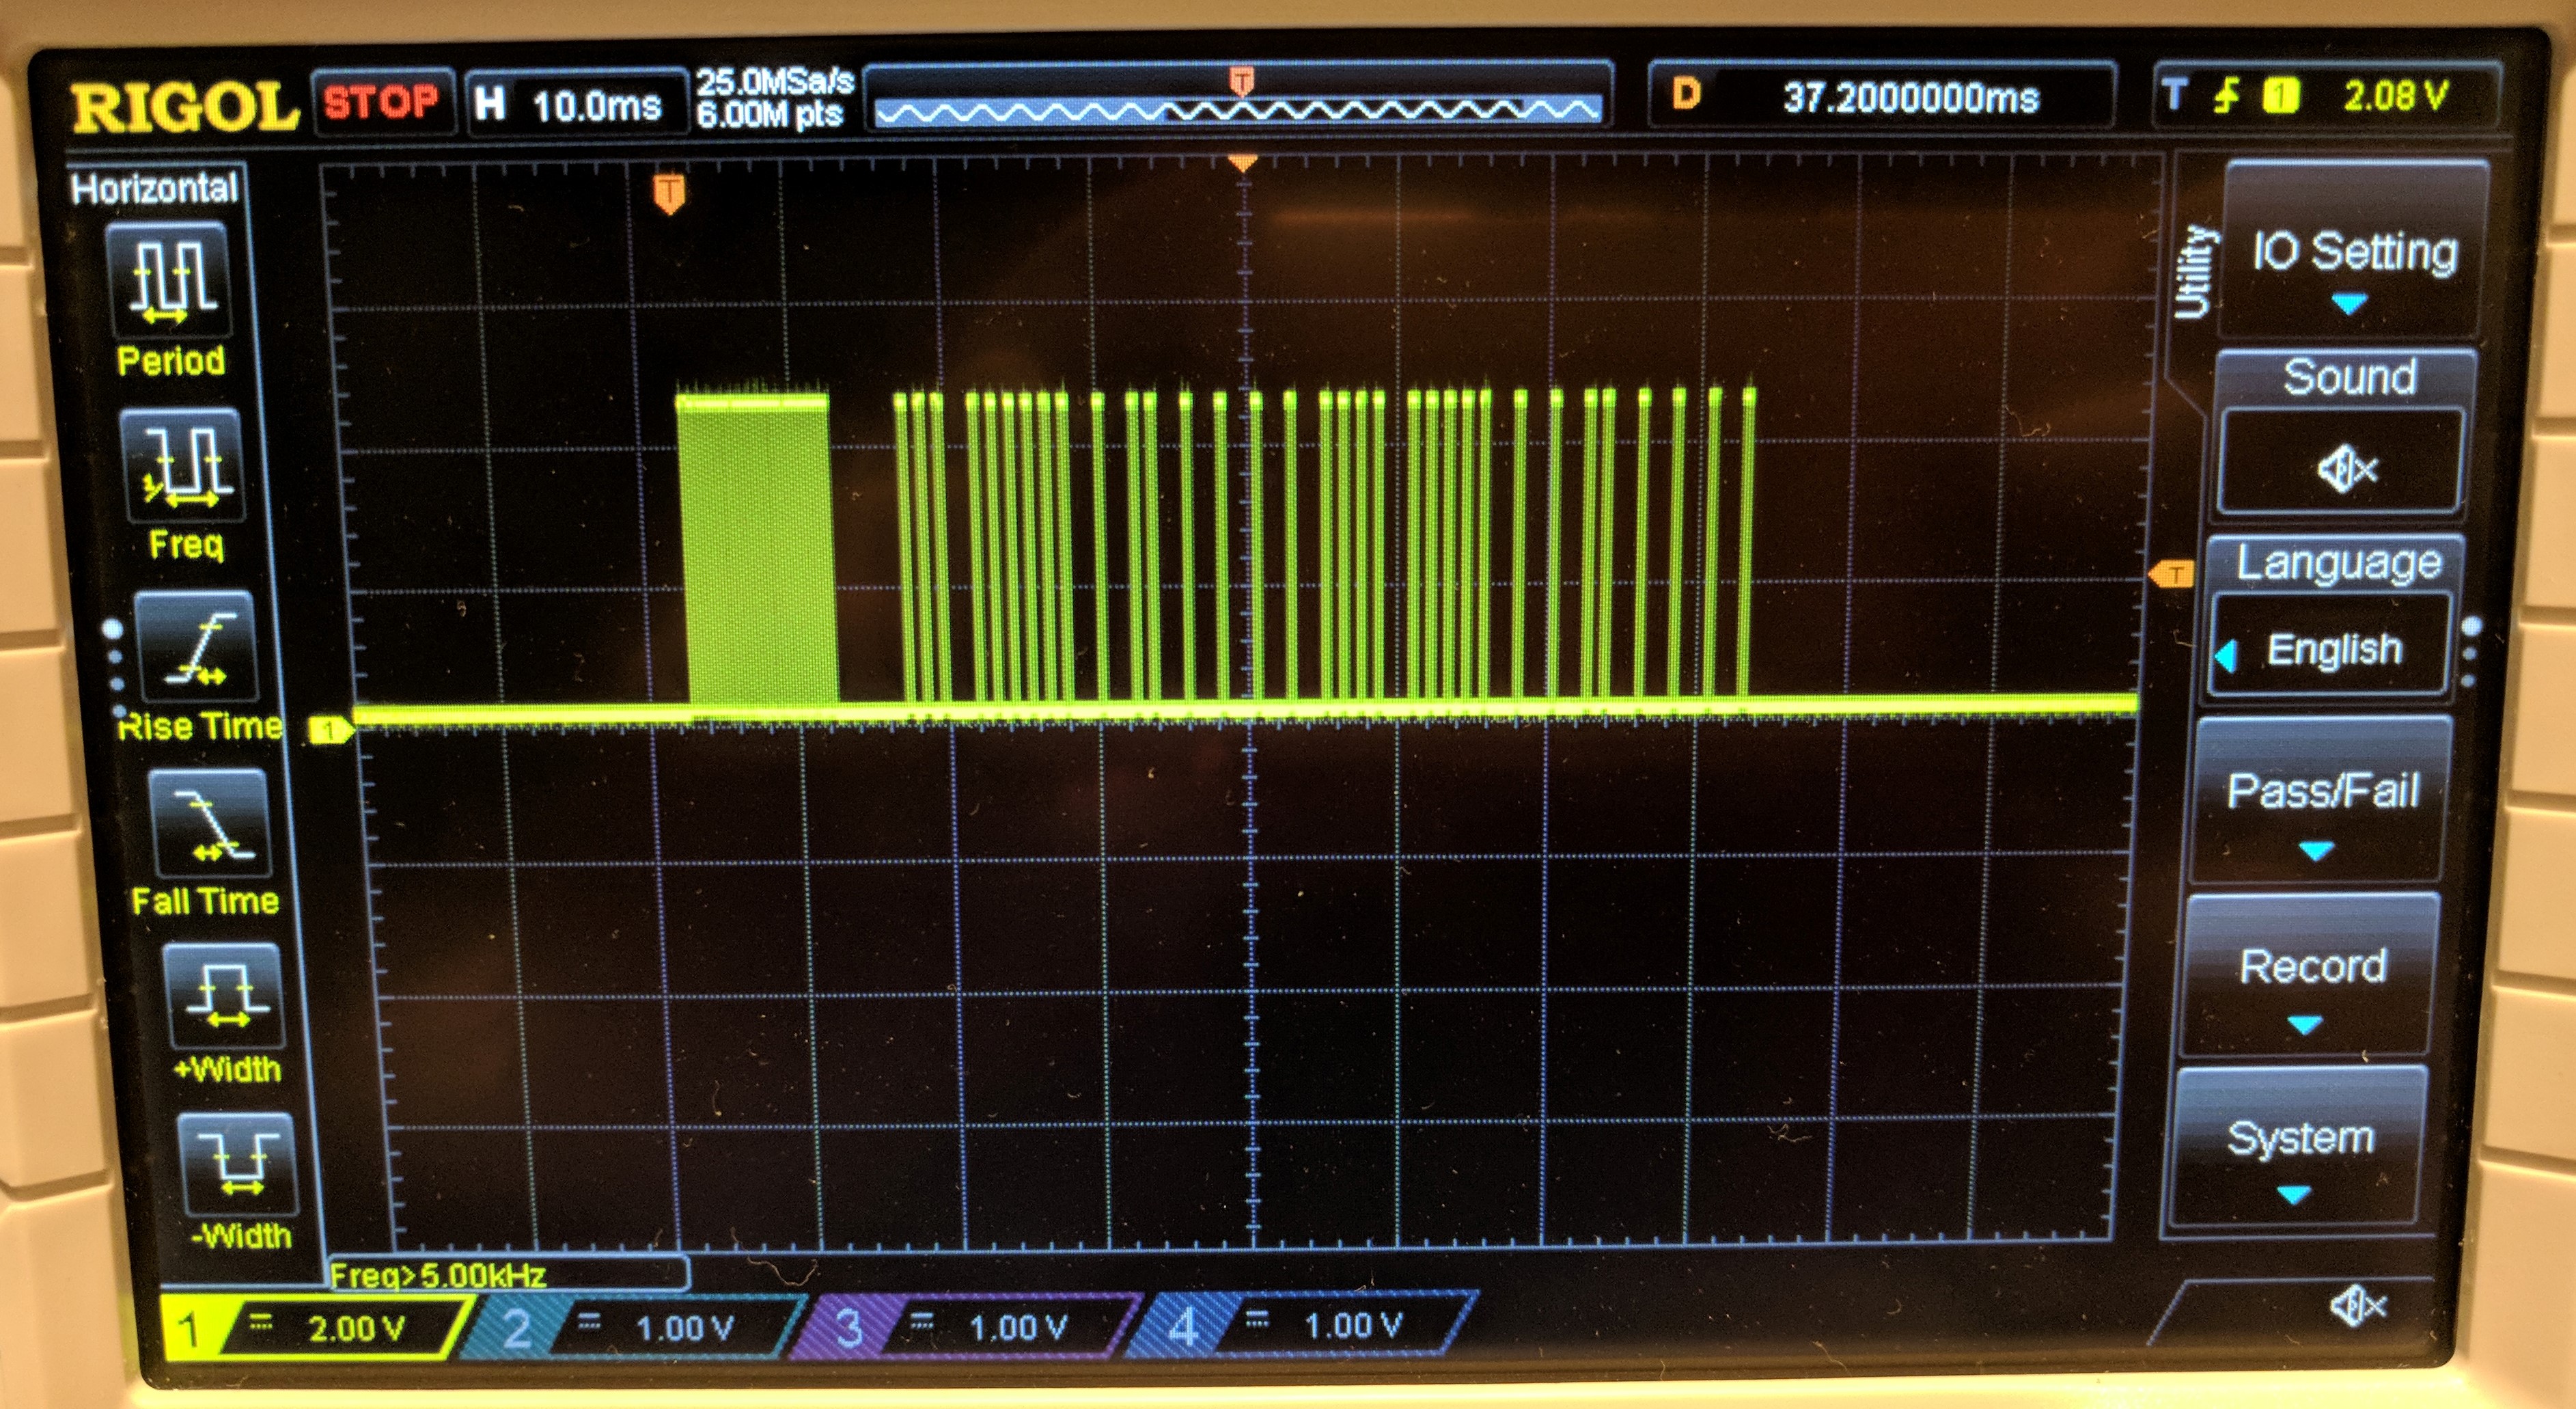 RIGOL STOP H 10.0ms 25.0MSa/s 6.00M pts T D 37.2000000ms T 1 2.08 V
Horizontal
T
Period
Freq
Rise Time
Fall Time
+Width
-Width
1
T
Utility
IO Setting
Sound
Language
English
Pass/Fail
Record
System
Freq>5.00kHz
1 2.00 V 2 1.00 V 3 1.00 V 4 1.00 V